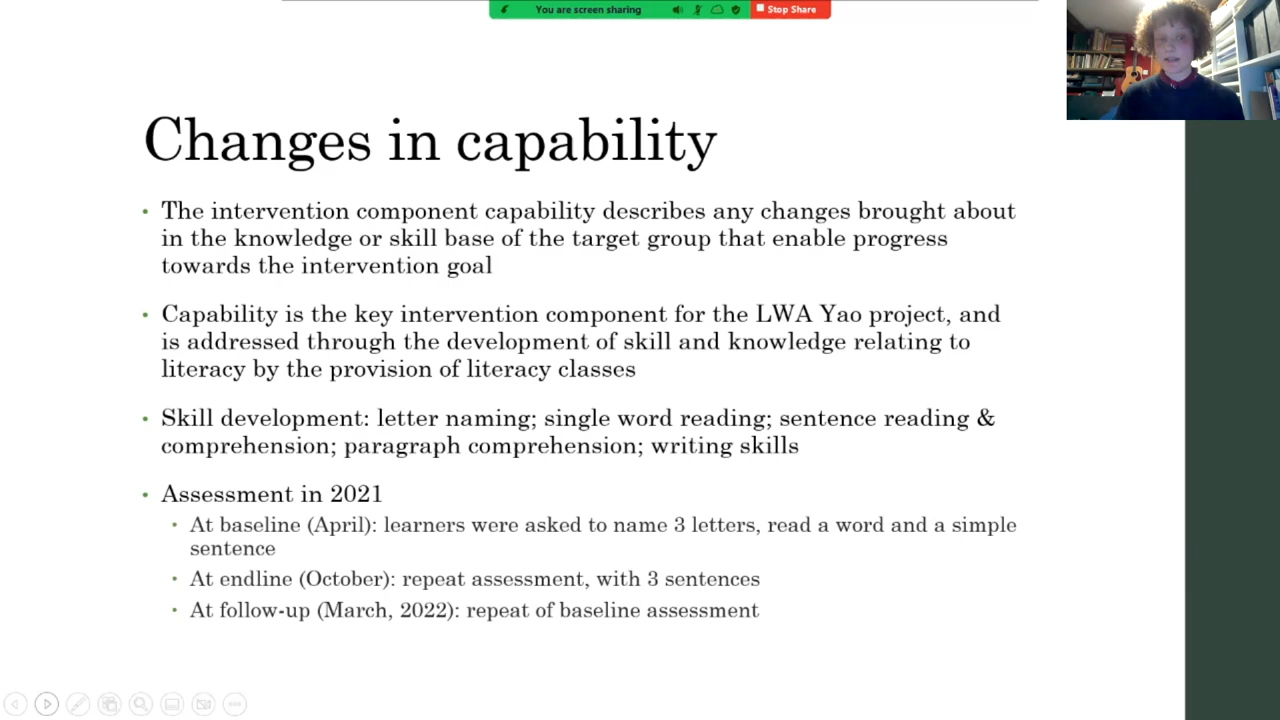 You are screen sharing
Stop Share
Changes in capability
• The intervention component capability describes any changes brought about
in the knowledge or skill base of the target group that enable progress
towards the intervention goal
• Capability is the key intervention component for the LWA Yao project, and
is addressed through the development of skill and knowledge relating to
literacy by the provision of literacy classes
• Skill development: letter naming; single word reading; sentence reading &
comprehension; paragraph comprehension; writing skills
• Assessment in 2021
• At baseline (April): learners were asked to name 3 letters, read a word and a simple
sentence
• At endline (October): repeat assessment, with 3 sentences
• At follow-up (March, 2022): repeat of baseline assessment